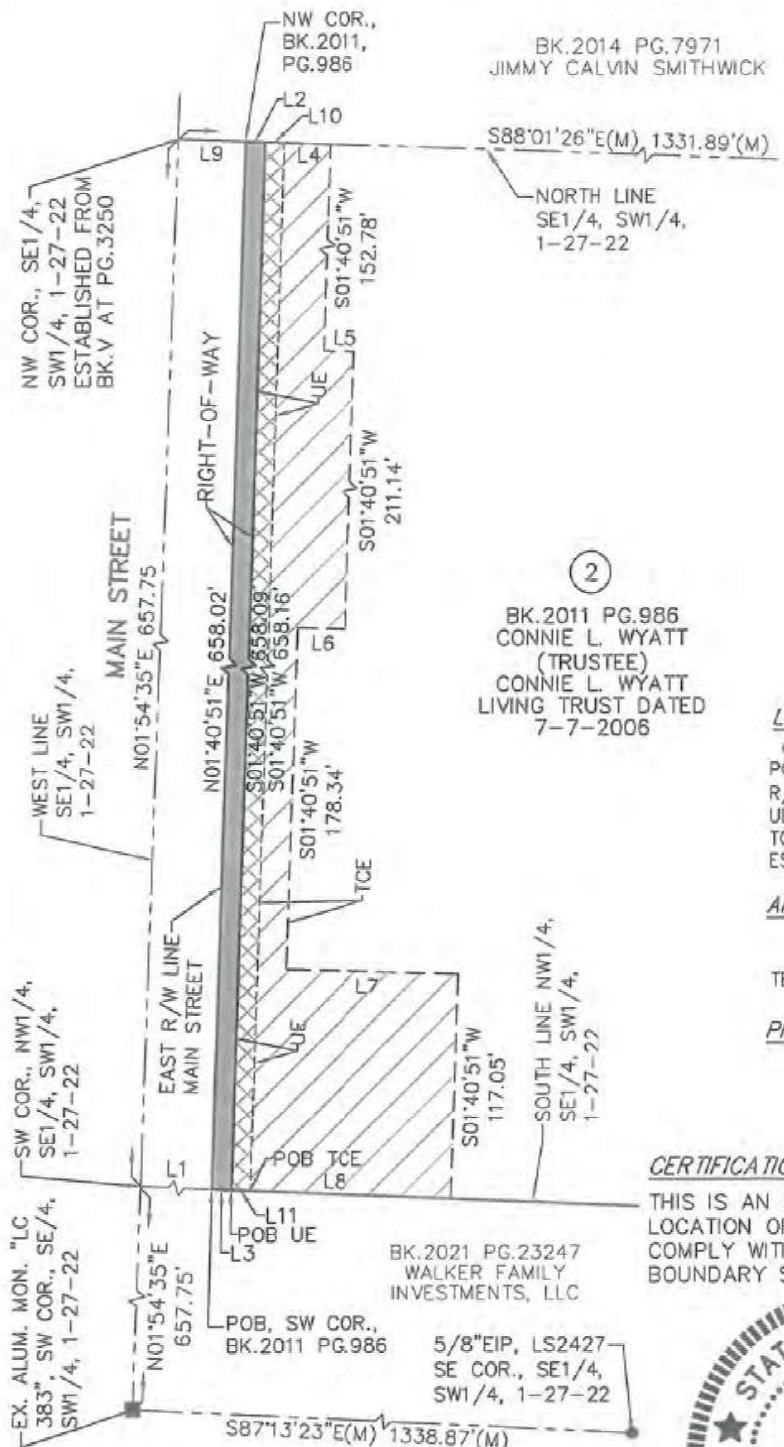 NW COR.,
BK.2011,
PG.986
BK.2014 PG.7971
JIMMY CALVIN SMITHWICK
L2
L10
L9
L4
S88°01'26"E(M) 1331.89'(M)
NORTH LINE
SE1/4, SW1/4,
1-27-22
NW COR., SE1/4,
SW1/4, 1-27-22
ESTABLISHED FROM
BK.V AT PG.3250
S01°40'51"W
152.78'
L5
RIGHT-OF-WAY
UE
S01°40'51"W
211.14'
MAIN STREET
N01°54'35"E 657.75
WEST LINE
SE1/4, SW1/4,
1-27-22
N01°40'51"E 658.02'
S01°40'51"W 658.09'
S01°40'51"W 658.16'
L6
2
BK.2011 PG.986
CONNIE L. WYATT
(TRUSTEE)
CONNIE L. WYATT
LIVING TRUST DATED
7-7-2006
S01°40'51"W
178.34'
TCE
EAST R/W LINE
MAIN STREET
L7
UE
S01°40'51"W
117.05'
SOUTH LINE NW1/4,
SE1/4, SW1/4,
1-27-22
SW COR., NW1/4,
SE1/4, SW1/4,
1-27-22
L1
POB TCE
L8
L11
POB UE
L3
BK.2021 PG.23247
WALKER FAMILY
INVESTMENTS, LLC
POB, SW COR.,
BK.2011 PG.986
N01°54'35"E
657.75'
EX. ALUM. MON. "LC
383", SW COR., SE/4,
SW1/4, 1-27-22
5/8"EIP, LS2427
SE COR., SE1/4,
SW1/4, 1-27-22
S87°13'23"E(M) 1338.87'(M)
CERTIFICATIO
THIS IS AN
LOCATION O
COMPLY WIT
BOUNDARY S
STAT